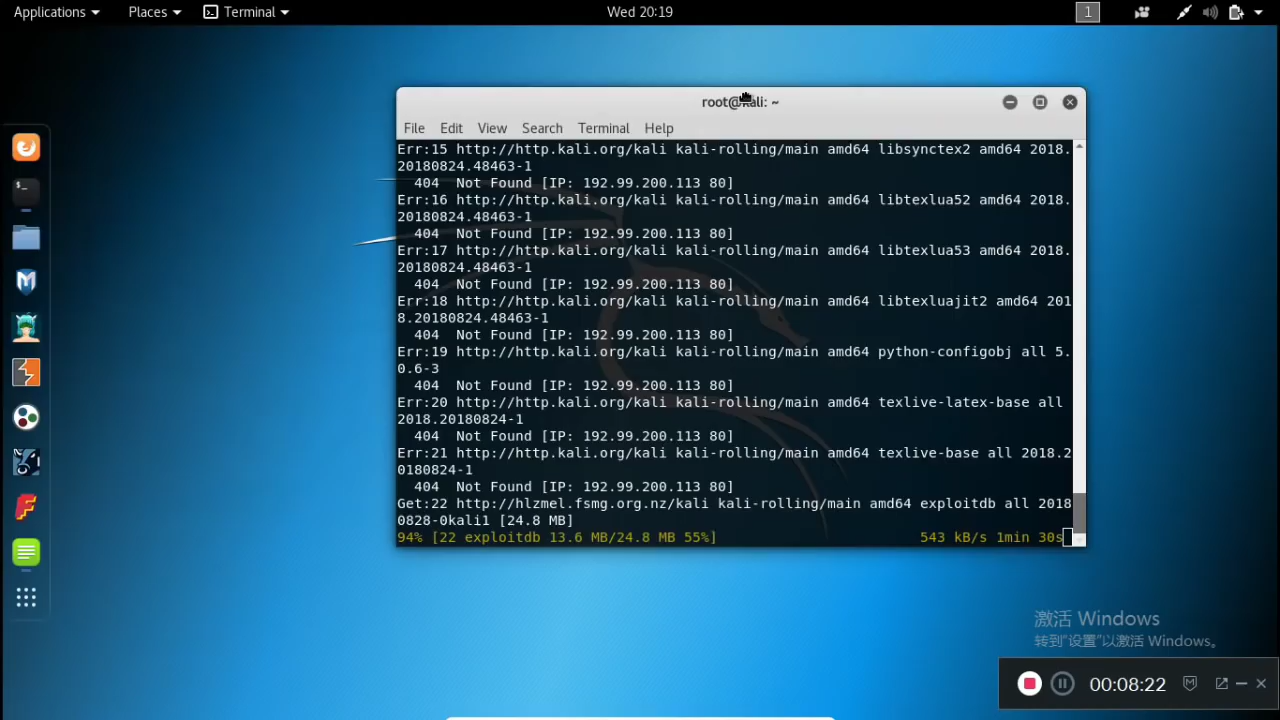 Applications
Places
Terminal
Wed 20:19
1
root@kali: ~
File Edit View Search Terminal Help
Err:15 http://http.kali.org/kali kali-rolling/main amd64 libsynctex2 amd64 2018.
20180824.48463-1
404 Not Found [IP: 192.99.200.113 80]
Err:16 http://http.kali.org/kali kali-rolling/main amd64 libtexlua52 amd64 2018.
20180824.48463-1
404 Not Found [IP: 192.99.200.113 80]
Err:17 http://http.kali.org/kali kali-rolling/main amd64 libtexlua53 amd64 2018.
20180824.48463-1
404 Not Found [IP: 192.99.200.113 80]
Err:18 http://http.kali.org/kali kali-rolling/main amd64 libtexluajit2 amd64 201
8.20180824.48463-1
404 Not Found [IP: 192.99.200.113 80]
Err:19 http://http.kali.org/kali kali-rolling/main amd64 python-configobj all 5.
0.6-3
404 Not Found [IP: 192.99.200.113 80]
Err:20 http://http.kali.org/kali kali-rolling/main amd64 texlive-latex-base all
2018.20180824-1
404 Not Found [IP: 192.99.200.113 80]
Err:21 http://http.kali.org/kali kali-rolling/main amd64 texlive-base all 2018.2
0180824-1
404 Not Found [IP: 192.99.200.113 80]
Get:22 http://hlzmel.fsmg.org.nz/kali kali-rolling/main amd64 exploitdb all 2018
0828-0kali1 [24.8 MB]
94% [22 exploitdb 13.6 MB/24.8 MB 55%] 543 kB/s 1min 30s
激活 Windows
转到"设置"以激活 Windows。
00:08:22